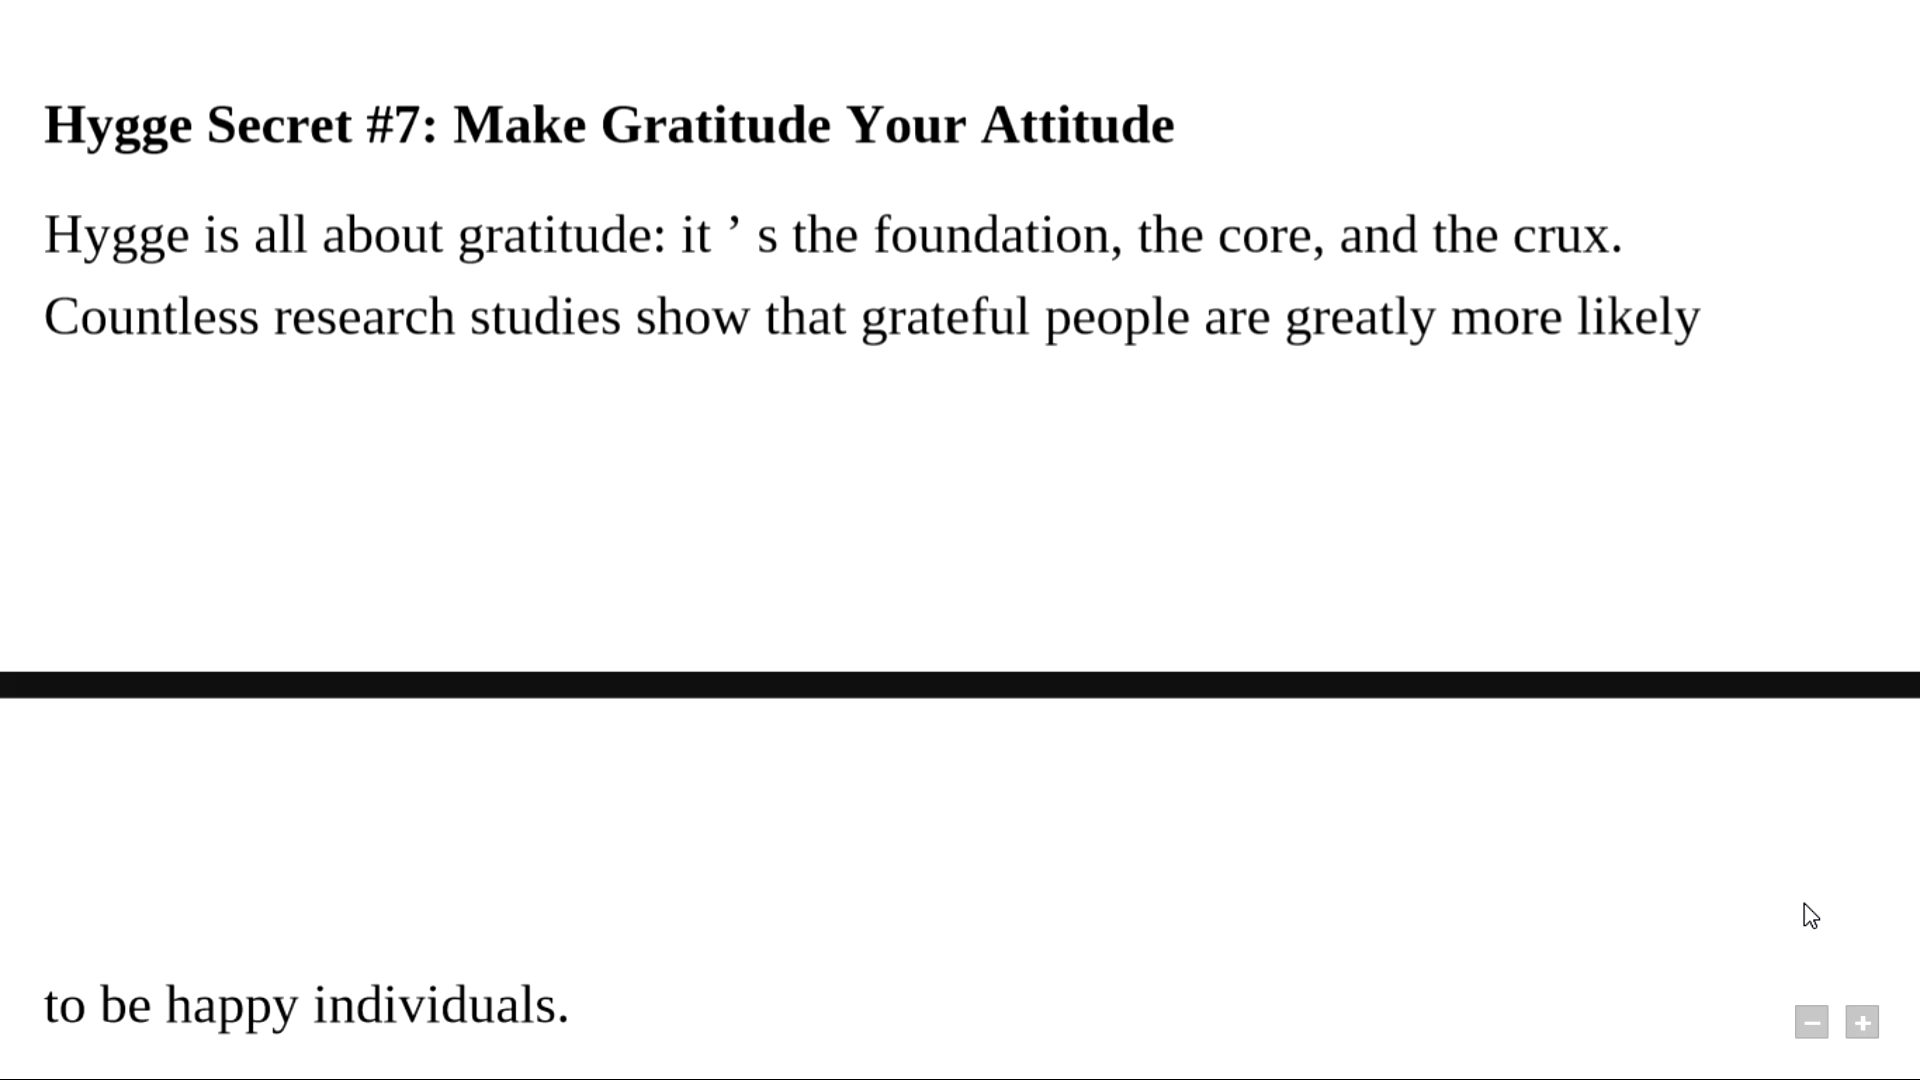 Hygge Secret #7: Make Gratitude Your Attitude
Hygge is all about gratitude: it ’ s the foundation, the core, and the crux.
Countless research studies show that grateful people are greatly more likely
to be happy individuals.